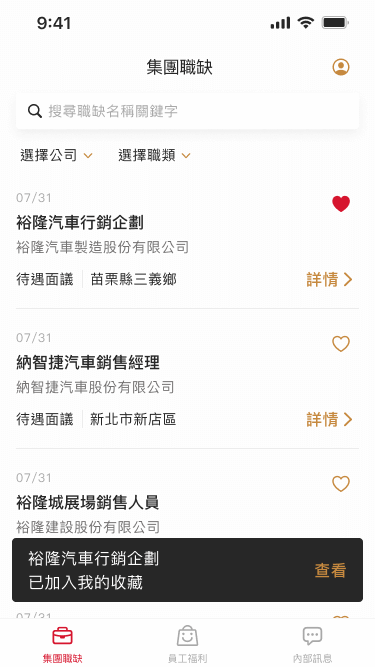 9:41
集團職缺
搜尋職缺名稱關鍵字
選擇公司 選擇職類
07/31
裕隆汽車行銷企劃
裕隆汽車製造股份有限公司
待遇面議 苗栗縣三義鄉 詳情
07/31
納智捷汽車銷售經理
納智捷汽車股份有限公司
待遇面議 新北市新店區 詳情
07/31
裕隆城展場銷售人員
裕隆建設股份有限公司
裕隆汽車行銷企劃
已加入我的收藏
查看
07/31
集團職缺 員工福利 內部訊息